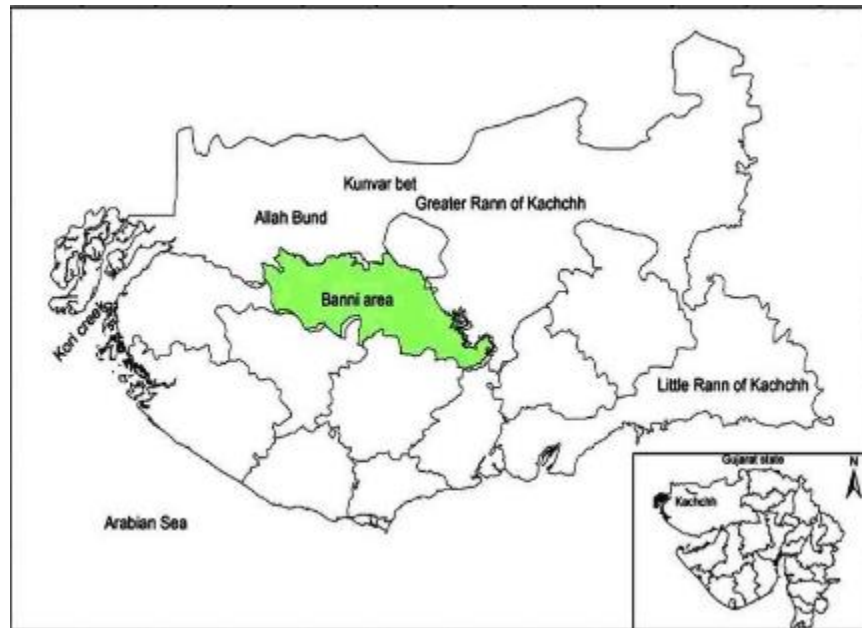 Kunvar bet
Greater Rann of Kachchh
Allah Bund
Banni area
Kori creek
Little Rann of Kachchh
Arabian Sea
Gujarat state
N
Kachchh